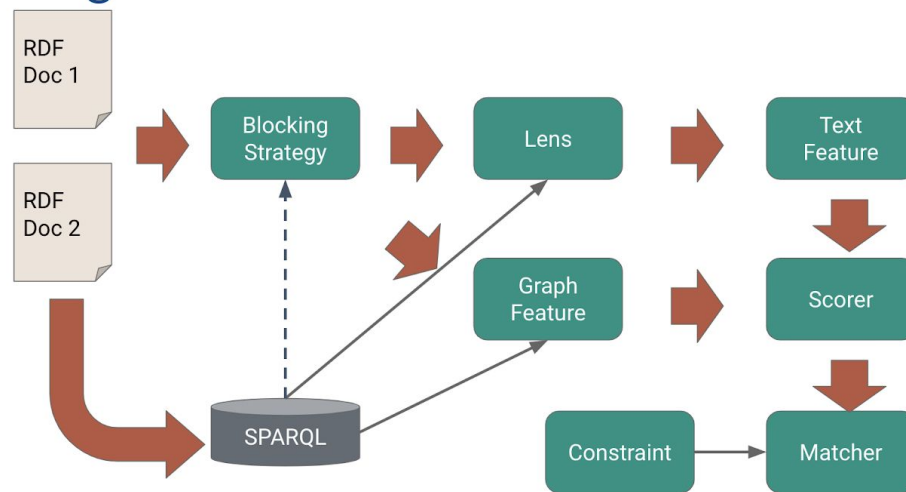 RDF
Doc 1
Blocking
Strategy
Lens
Text
Feature
RDF
Doc 2
Graph
Feature
Scorer
SPARQL
Constraint
Matcher